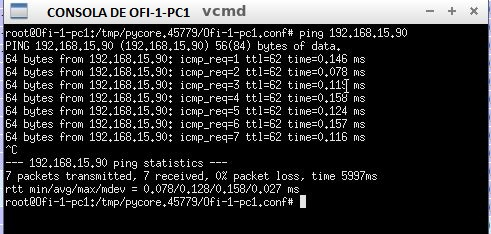 CONSOLA DE OFI-1-PC1 vcmd
root@Ofi-1-pc1:/tmp/pycore.45779/Ofi-1-pc1.conf# ping 192.168.15.90
PING 192.168.15.90 (192.168.15.90) 56(84) bytes of data.
64 bytes from 192.168.15.90: icmp_req=1 ttl=62 time=0.146 ms
64 bytes from 192.168.15.90: icmp_req=2 ttl=62 time=0.078 ms
64 bytes from 192.168.15.90: icmp_req=3 ttl=62 time=0.119 ms
64 bytes from 192.168.15.90: icmp_req=4 ttl=62 time=0.158 ms
64 bytes from 192.168.15.90: icmp_req=5 ttl=62 time=0.124 ms
64 bytes from 192.168.15.90: icmp_req=6 ttl=62 time=0.157 ms
64 bytes from 192.168.15.90: icmp_req=7 ttl=62 time=0.116 ms
^C
--- 192.168.15.90 ping statistics ---
7 packets transmitted, 7 received, 0% packet loss, time 5997ms
rtt min/avg/max/mdev = 0.078/0.128/0.158/0.027 ms
root@Ofi-1-pc1:/tmp/pycore.45779/Ofi-1-pc1.conf#